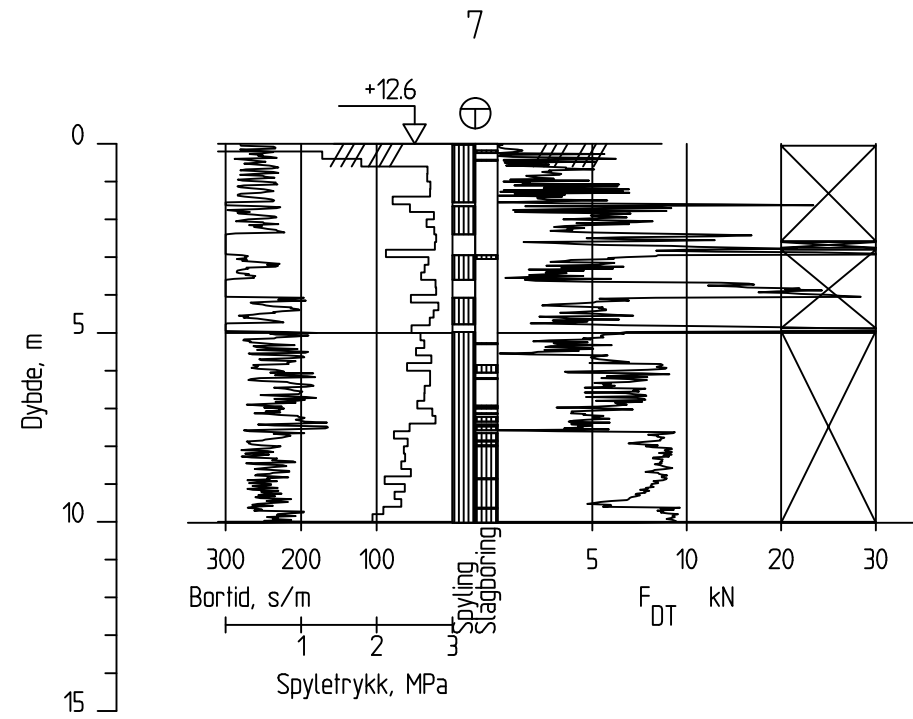 7
+12.6
0
5
10
15
Dybde, m
300 200 100
5 10 20 30
Bortid, s/m
Spyling
Slagboring
F DT kN
1 2 3
Spyletrykk, MPa